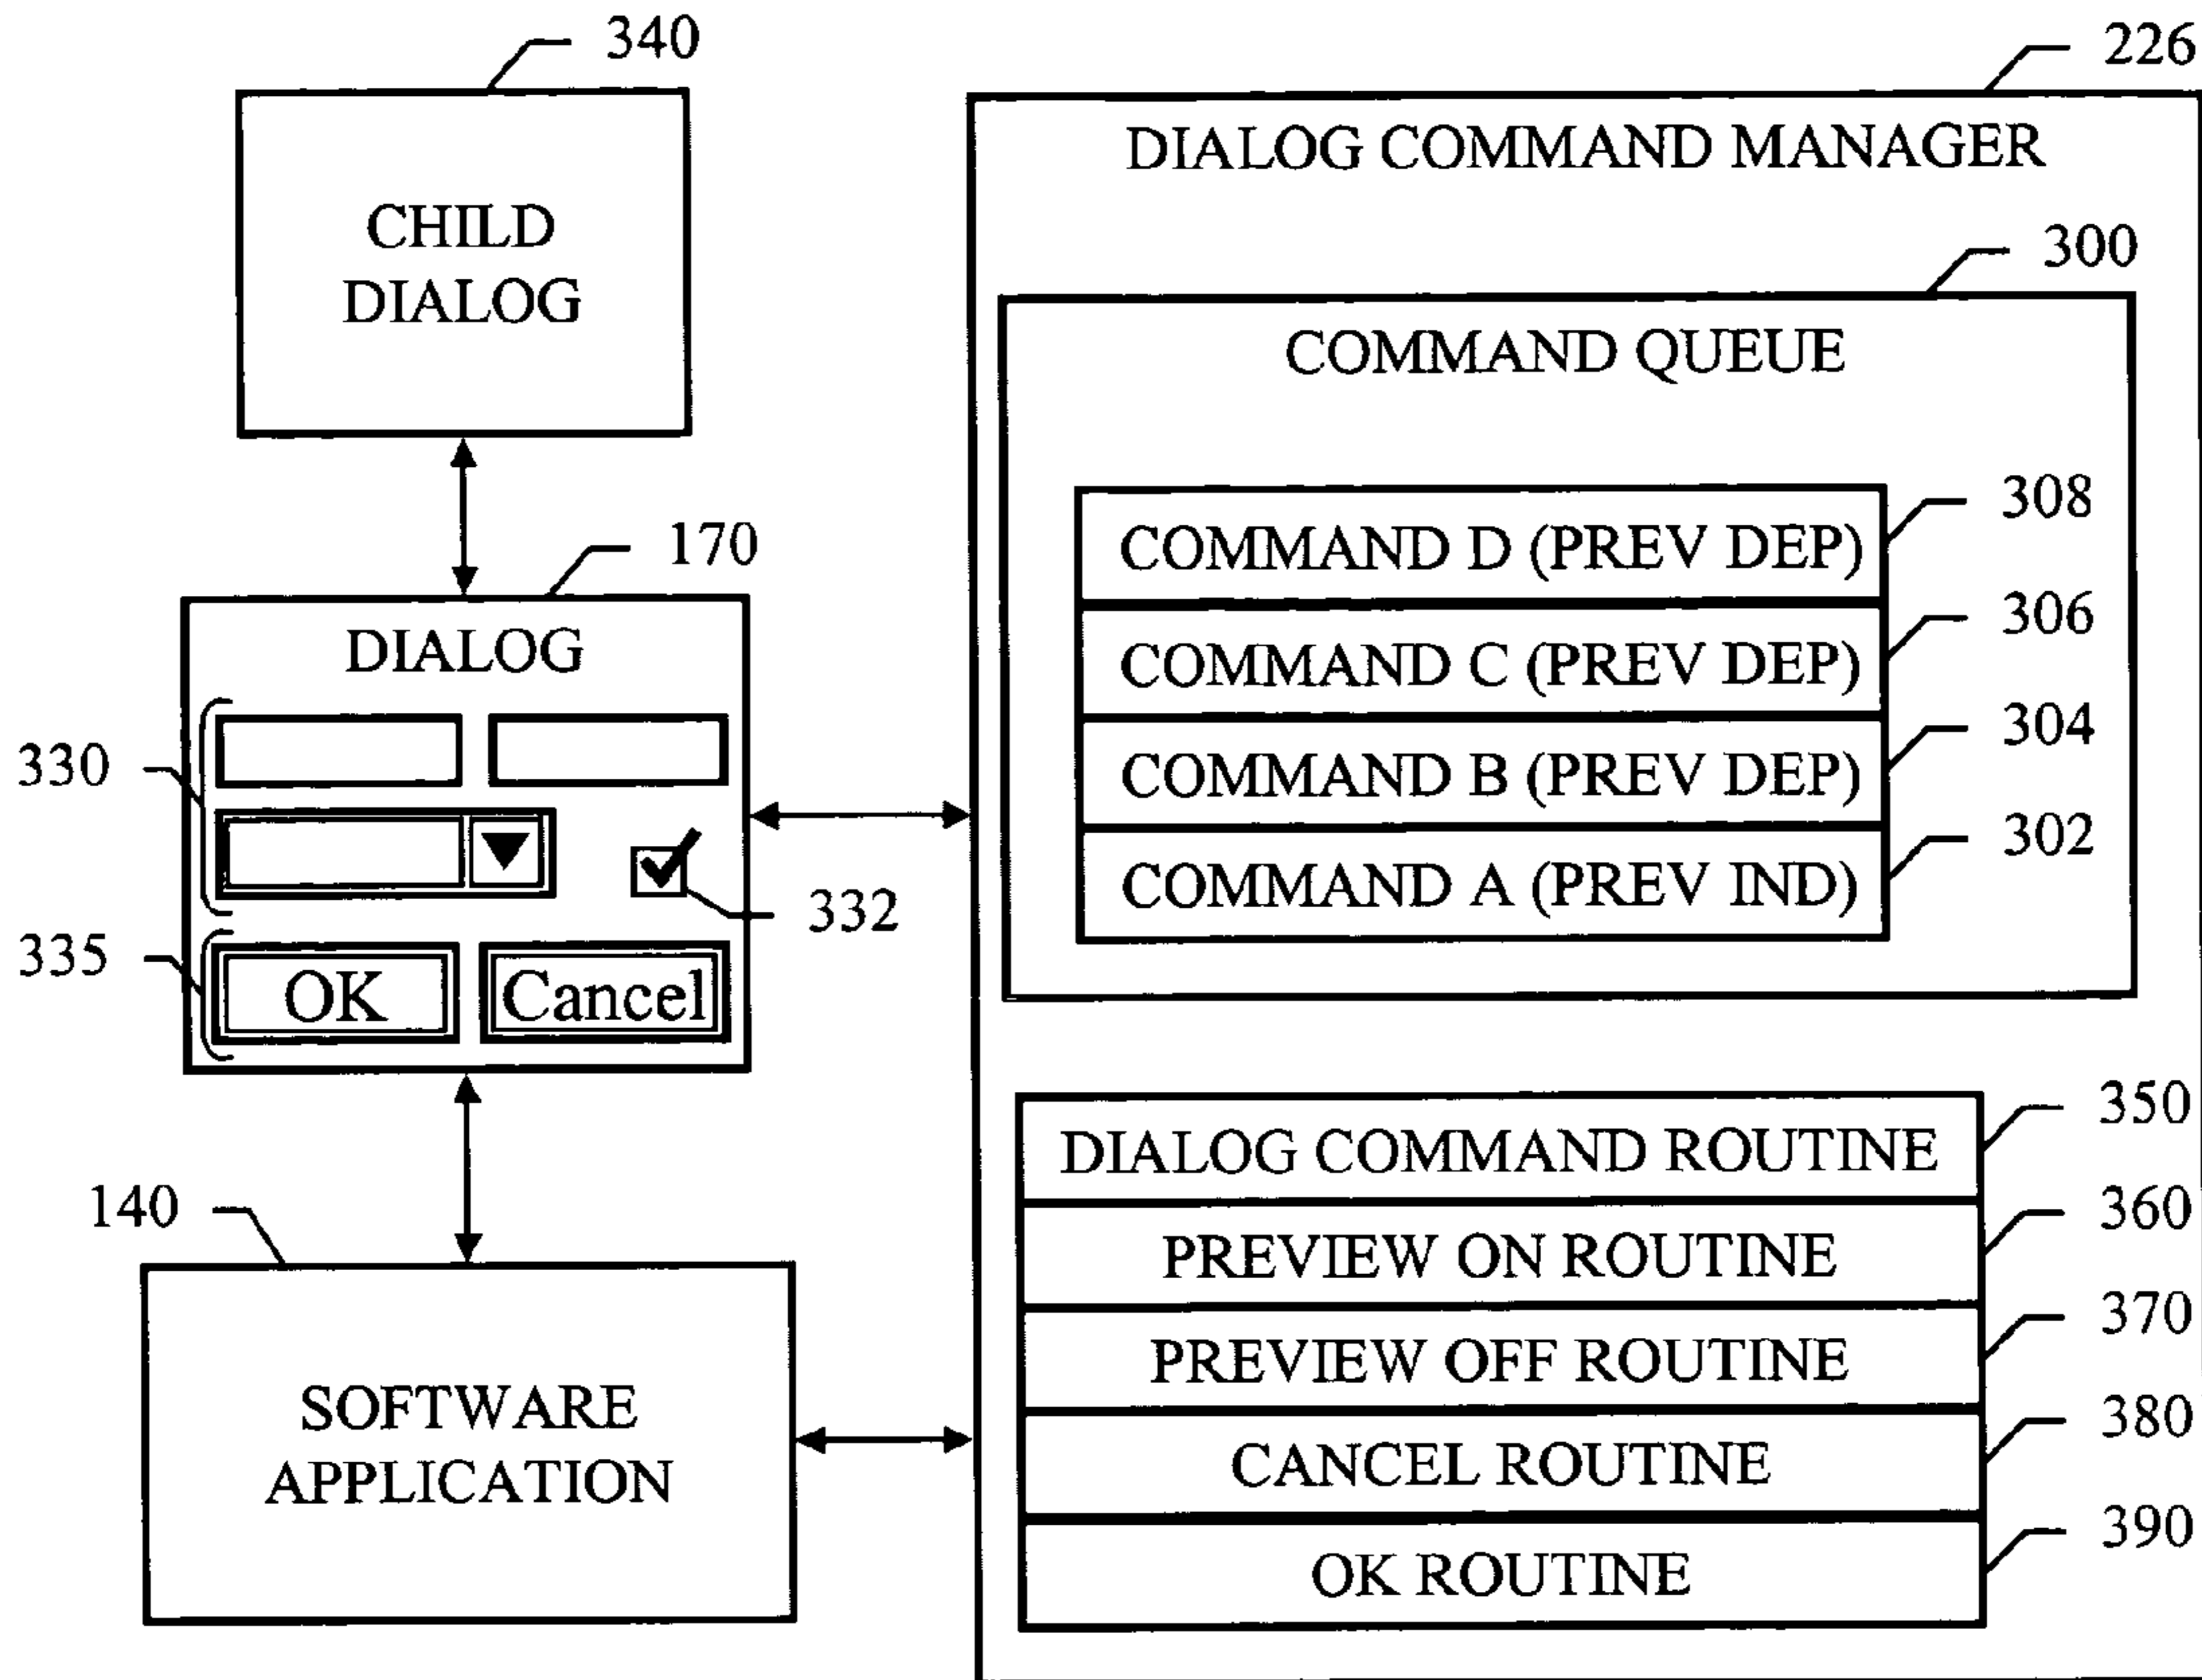 340
CHILD
DIALOG
170
DIALOG
330
332
335
OK Cancel
140
SOFTWARE
APPLICATION
226
DIALOG COMMAND MANAGER
300
COMMAND QUEUE
COMMAND D (PREV DEP) 308
COMMAND C (PREV DEP) 306
COMMAND B (PREV DEP) 304
COMMAND A (PREV IND) 302
DIALOG COMMAND ROUTINE 350
PREVIEW ON ROUTINE 360
PREVIEW OFF ROUTINE 370
CANCEL ROUTINE 380
OK ROUTINE 390